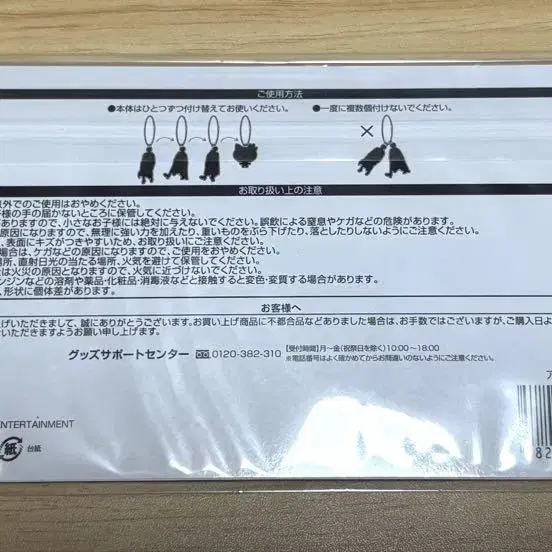 ご使用方法
●本体はひとつずつ付け替えてお使いください。 ●一度に複数個付けないでください。
×
お取り扱い上の注意
以外でのご使用はおやめください。
子様の手の届かないところに保管してください。
がありますので、小さなお子様には絶対に与えないでください。誤飲による窒息やケガなどの危険があります。
原因になりますので、無理に強い力を加えたり、重いものをぶら下げたり、落としたりしないようにご注意ください。
、表面にキズがつきやすいため、お取り扱いにご注意ください。
場合は、ケガなどの原因になりますので、ご使用をおやめください。
場所、直射日光の当たる場所、火気を避けて保管してください。
は火災の原因となりますので、火気に近づけないでください。
ンジンなどの溶剤や薬品・化粧品・消毒液などと接触すると変色・変質する場合があります。
、形状に個体差があります。
お客様へ
げいただきまして、誠にありがとうございます。お買い上げ商品に不都合品などありました場合は、お手数ではございますが、ご購入日よ
いただきますようお願い申し上げます。
グッズサポートセンター 0120-382-310 【受付時間】月~金(祝祭日を除く)10:00~18:00
※電話番号はよく確かめてからお間違いのないようにご注意ください。
ENTERTAINMENT
紙 台紙
82